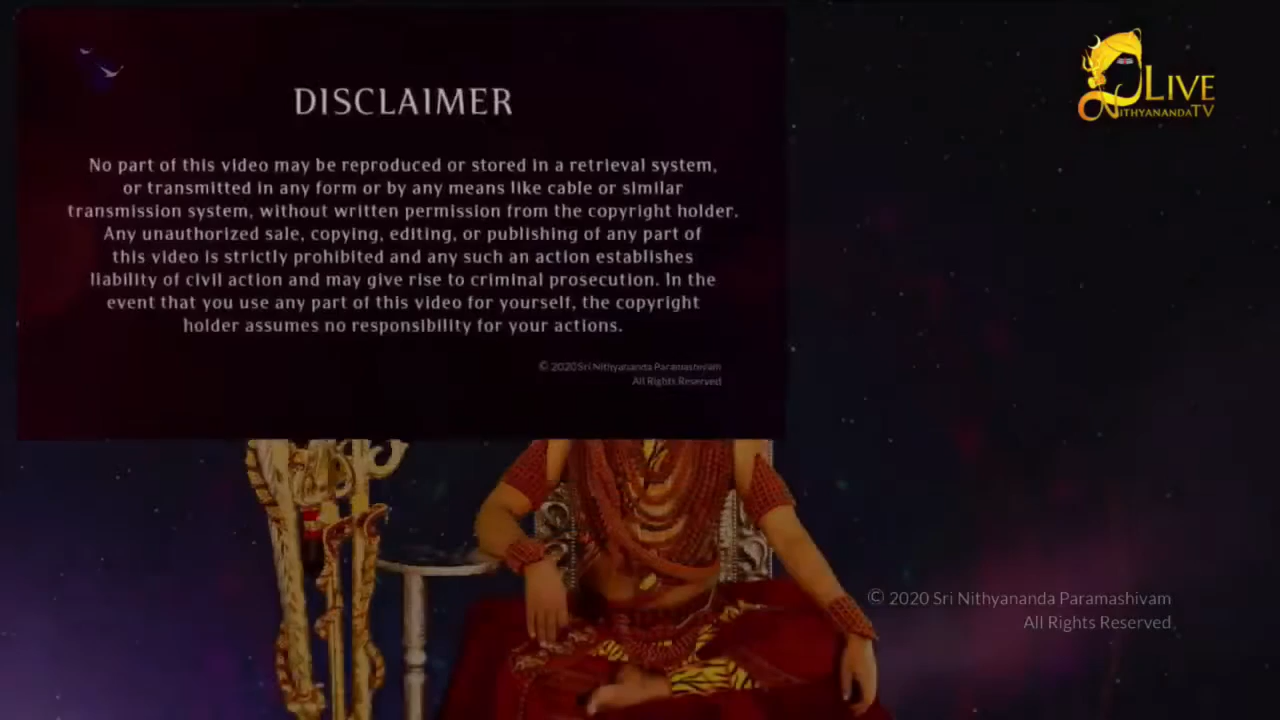 DISCLAIMER
No part of this video may be reproduced or stored in a retrieval system,
or transmitted in any form or by any means like cable or similar
transmission system, without written permission from the copyright holder.
Any unauthorized sale, copying, editing, or publishing of any part of
this video is strictly prohibited and any such an action establishes
liability of civil action and may give rise to criminal prosecution. In the
event that you use any part of this video for yourself, the copyright
holder assumes no responsibility for your actions.
© 2020 Sri Nithyananda Paramashivam
All Rights Reserved
LIVE
NITHYANANDATV
© 2020 Sri Nithyananda Paramashivam
All Rights Reserved